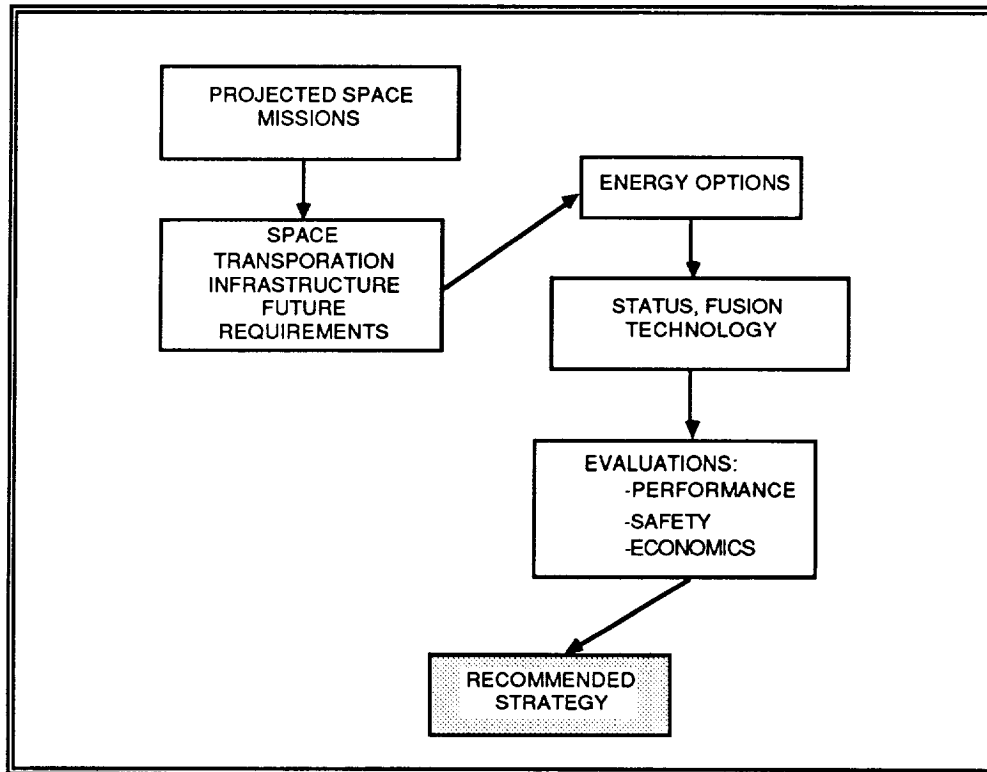 PROJECTED SPACE
MISSIONS
SPACE
TRANSPORATION
INFRASTRUCTURE
FUTURE
REQUIREMENTS
ENERGY OPTIONS
STATUS, FUSION
TECHNOLOGY
EVALUATIONS:
-PERFORMANCE
-SAFETY
-ECONOMICS
RECOMMENDED
STRATEGY